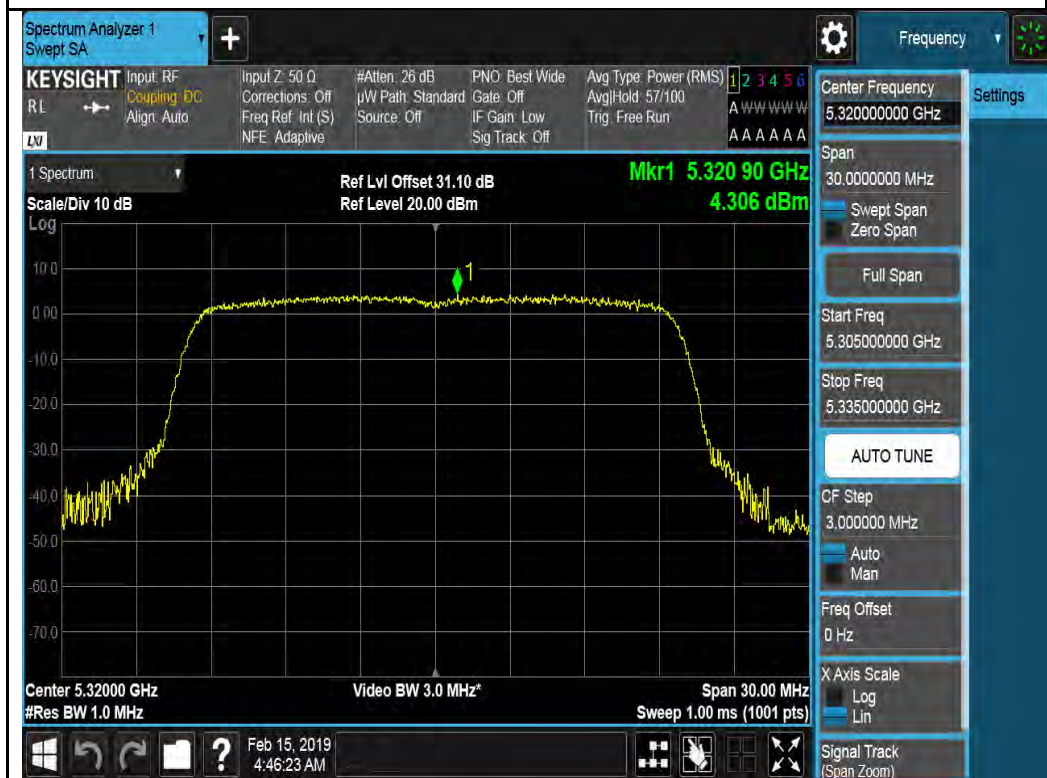 Spectrum Analyzer 1
Swept SA
+
Frequency
KEYSIGHT
RL
LXI
Input: RF
Coupling: DC
Align: Auto
Input Z: 50 Ω
Corrections: Off
Freq Ref: Int (S)
NFE: Adaptive
#Atten: 26 dB
µW Path: Standard
Source: Off
PNO: Best Wide
Gate: Off
IF Gain: Low
Sig Track: Off
Avg Type: Power (RMS)
Avg|Hold: 57/100
Trig: Free Run
1 2 3 4 5 6
A W W W W W
A A A A A A
1 Spectrum
Scale/Div 10 dB
Ref Lvl Offset 31.10 dB
Ref Level 20.00 dBm
Mkr1 5.320 90 GHz
4.306 dBm
Log
1
10.0
0.00
-10.0
-20.0
-30.0
-40.0
-50.0
-60.0
-70.0
Center 5.32000 GHz
#Res BW 1.0 MHz
Video BW 3.0 MHz*
Span 30.00 MHz
Sweep 1.00 ms (1001 pts)
?
Feb 15, 2019
4:46:23 AM
Center Frequency
5.320000000 GHz
Settings
Span
30.0000000 MHz
Swept Span
Zero Span
Full Span
Start Freq
5.305000000 GHz
Stop Freq
5.335000000 GHz
AUTO TUNE
CF Step
3.000000 MHz
Auto
Man
Freq Offset
0 Hz
X Axis Scale
Log
Lin
Signal Track
(Span Zoom)